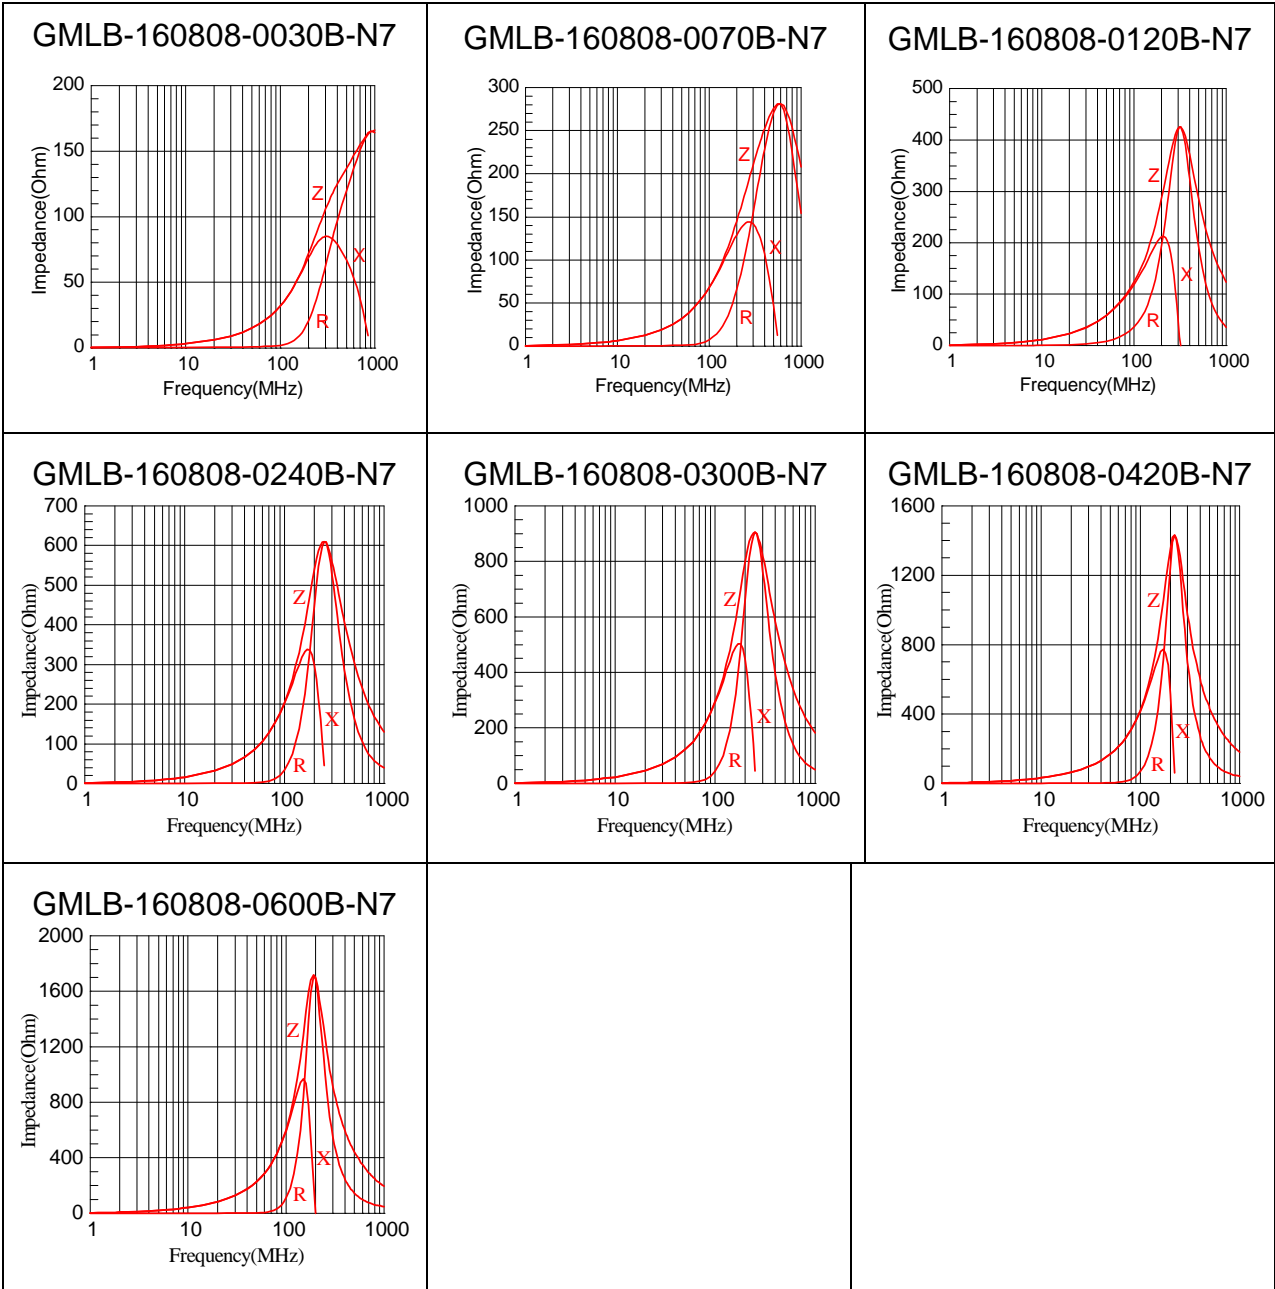 GMLB-160808-0030B-N7
200
150
100
50
0
Impedance(Ohm)
Z
X
R
1
10
100
1000
Frequency(MHz)
GMLB-160808-0070B-N7
300
250
200
150
100
50
0
Impedance(Ohm)
Z
X
R
1
10
100
1000
Frequency(MHz)
GMLB-160808-0120B-N7
500
400
300
200
100
0
Impedance(Ohm)
Z
X
R
1
10
100
1000
Frequency(MHz)
GMLB-160808-0240B-N7
700
600
500
400
300
200
100
0
Impedance(Ohm)
Z
X
R
1
10
100
1000
Frequency(MHz)
GMLB-160808-0300B-N7
1000
800
600
400
200
0
Impedance(Ohm)
Z
X
R
1
10
100
1000
Frequency(MHz)
GMLB-160808-0420B-N7
1600
1200
800
400
0
Impedance(Ohm)
Z
X
R
1
10
100
1000
Frequency(MHz)
GMLB-160808-0600B-N7
2000
1600
1200
800
400
0
Impedance(Ohm)
Z
X
R
1
10
100
1000
Frequency(MHz)